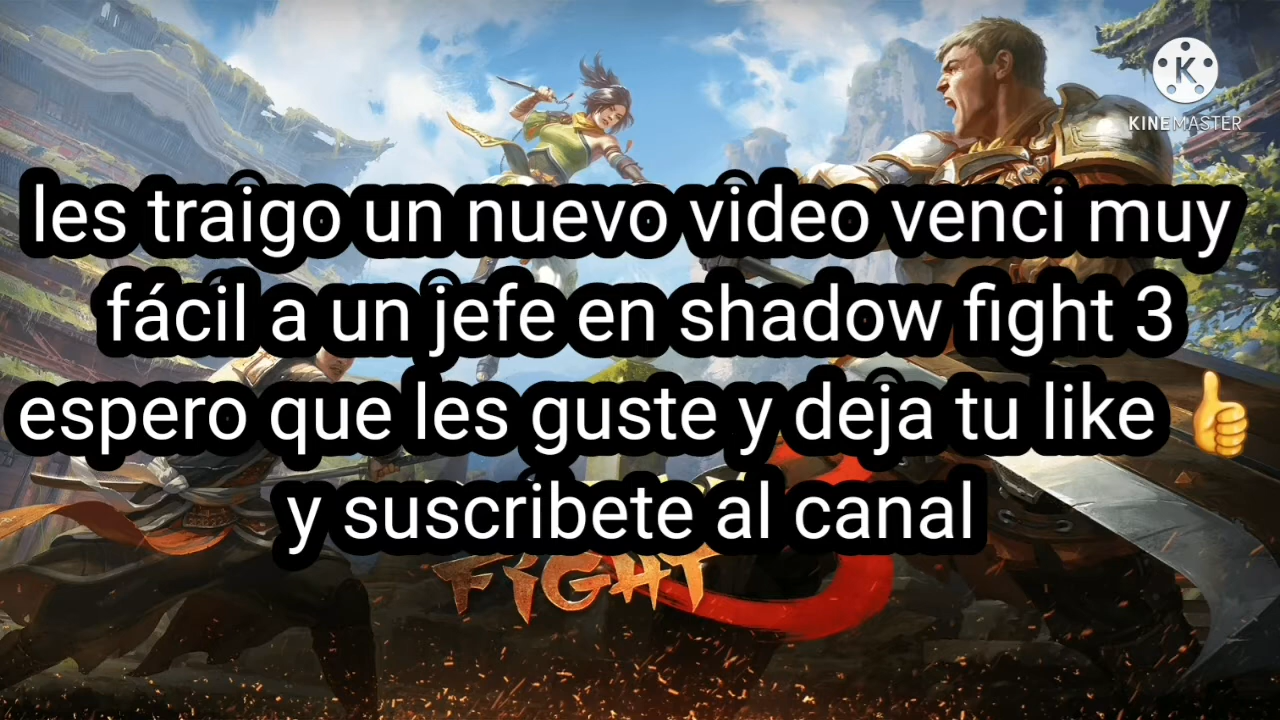 K
KINEMASTER
les traigo un nuevo video venci muy
fácil a un jefe en shadow fight 3
espero que les guste y deja tu like 👍
y suscribete al canal
FIGHT